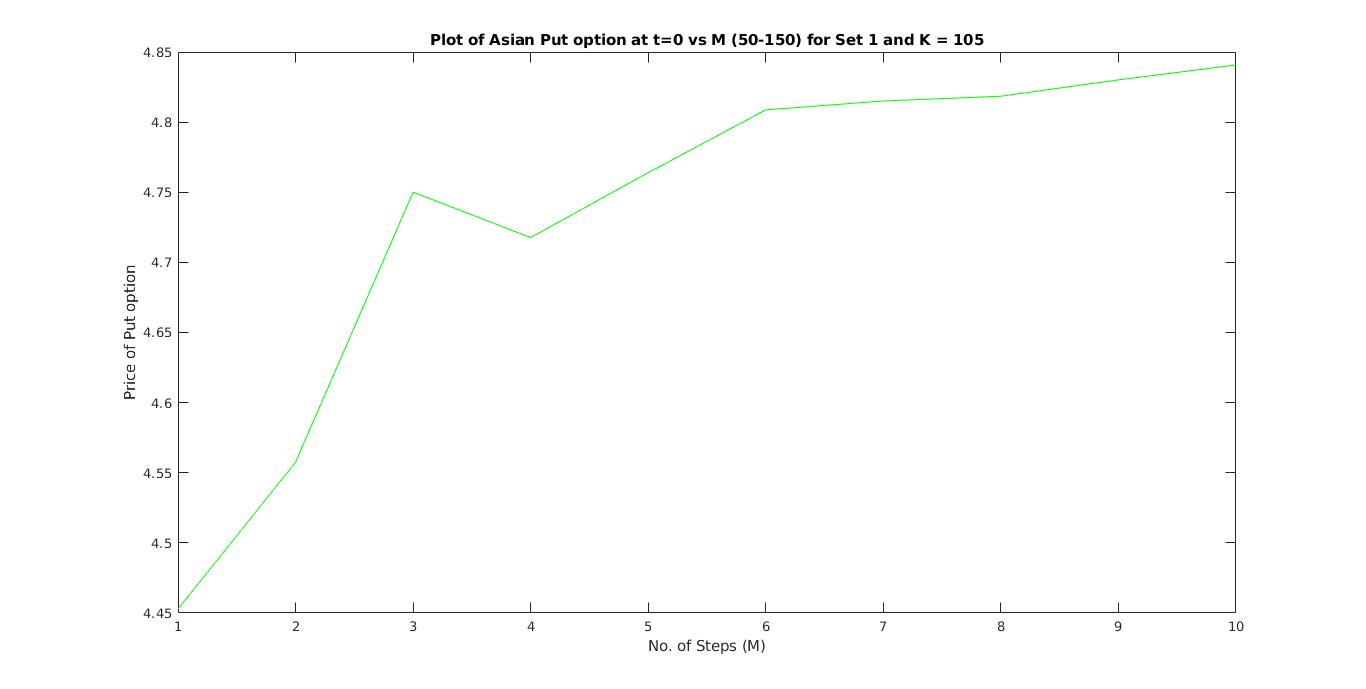 Plot of Asian Put option at t=0 vs M (50-150) for Set 1 and K = 105
4.85
4.8
4.75
4.7
4.65
4.6
4.55
4.5
4.45
Price of Put option
1 2 3 4 5 6 7 8 9 10
No. of Steps (M)